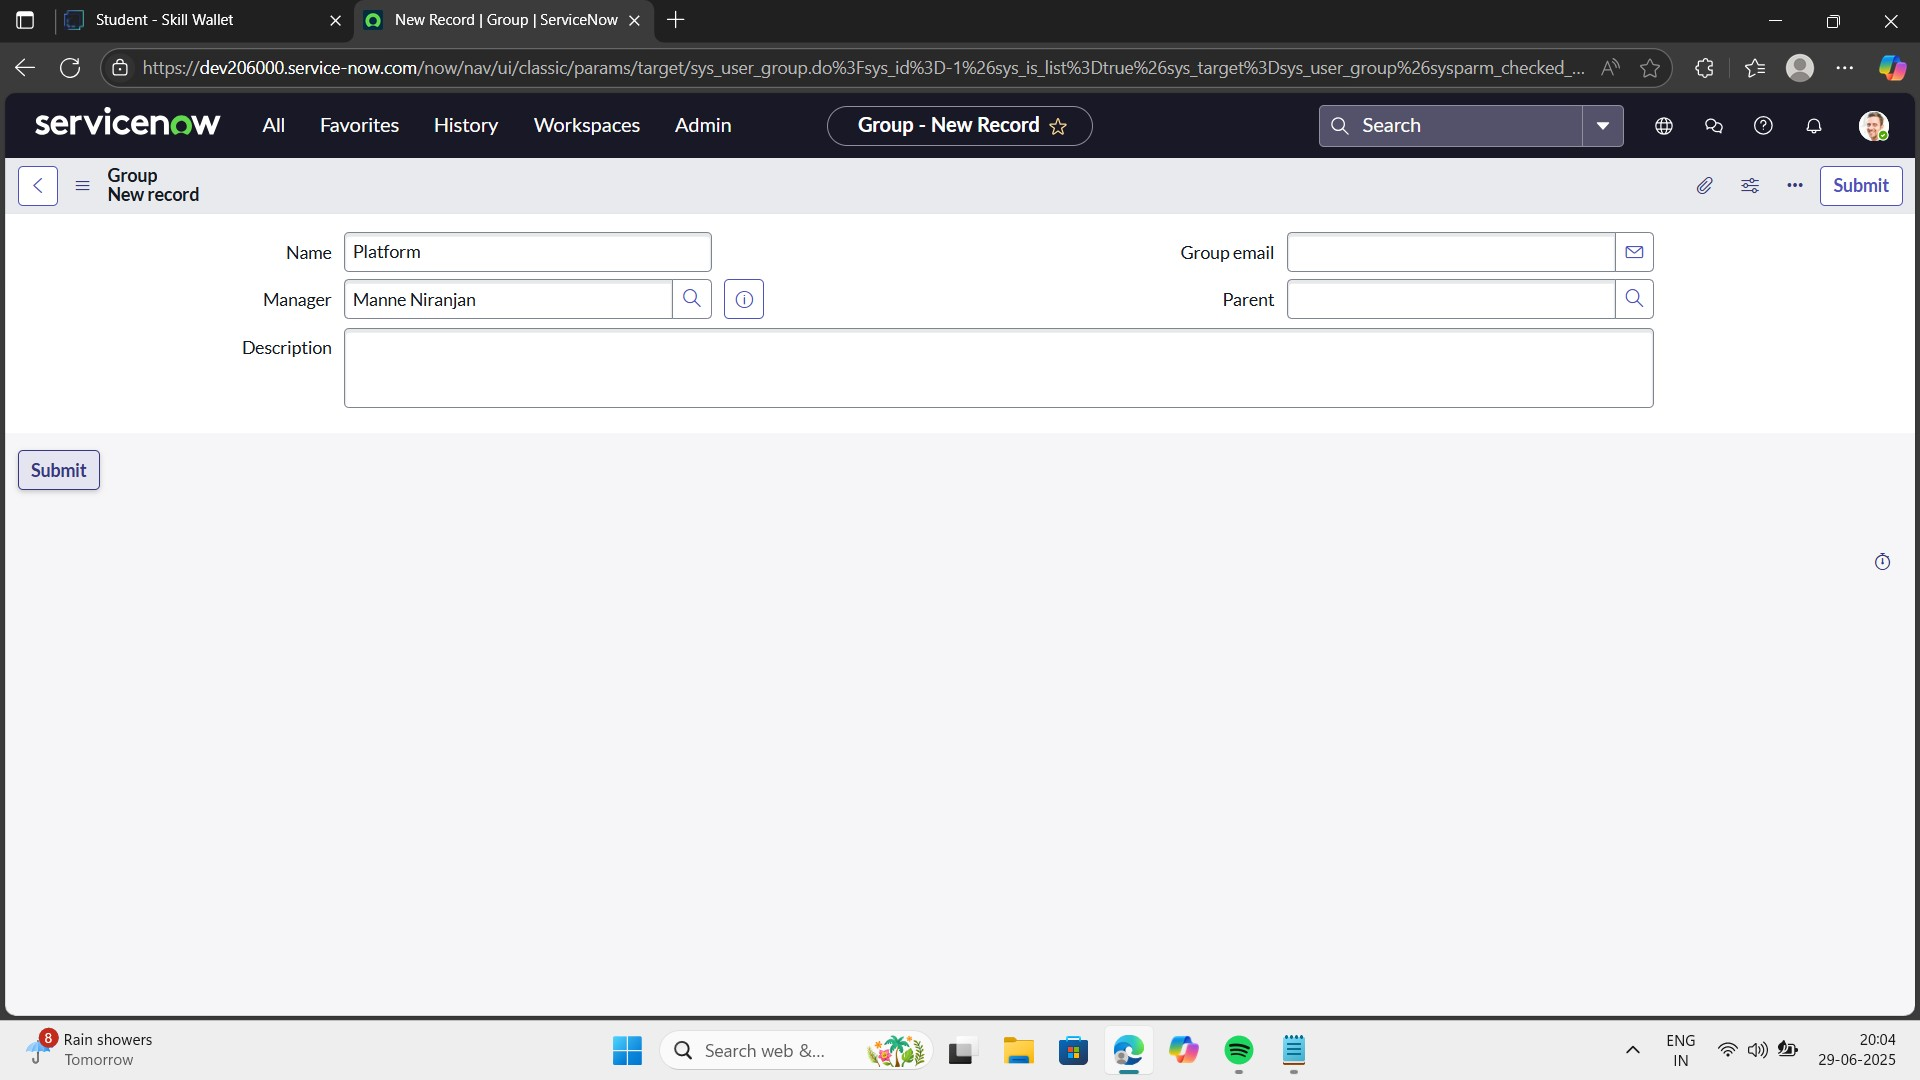 Student - Skill Wallet
New Record | Group | ServiceNow
https://dev206000.service-now.com/now/nav/ui/classic/params/target/sys_user_group.do%3Fsys_id%3D-1%26sys_is_list%3Dtrue%26sys_target%3Dsys_user_group%26sysparm_checked_...
servicenow
All
Favorites
History
Workspaces
Admin
Group - New Record
Search
Group
New record
Submit
Name
Platform
Group email
Manager
Manne Niranjan
Parent
Description
Submit
8
Rain showers
Tomorrow
Search web &...
ENG
IN
20:04
29-06-2025